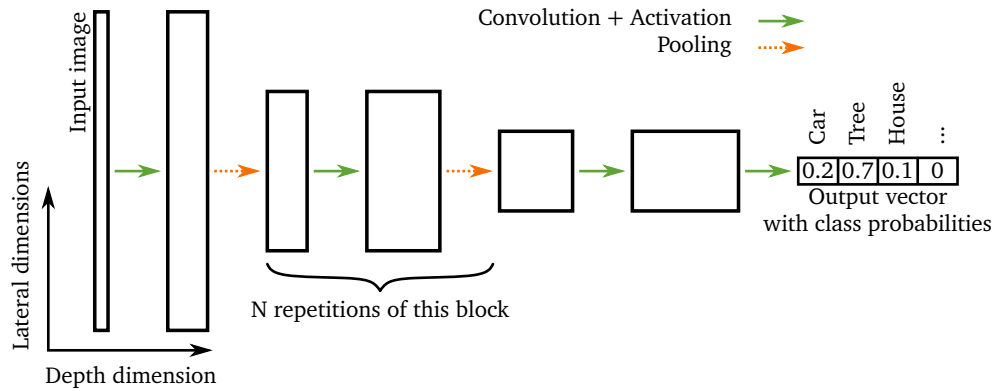 Convolution + Activation
Pooling
Input image
Lateral dimensions
Depth dimension
N repetitions of this block
Car
Tree
House
...
0.2 0.7 0.1 0
Output vector
with class probabilities